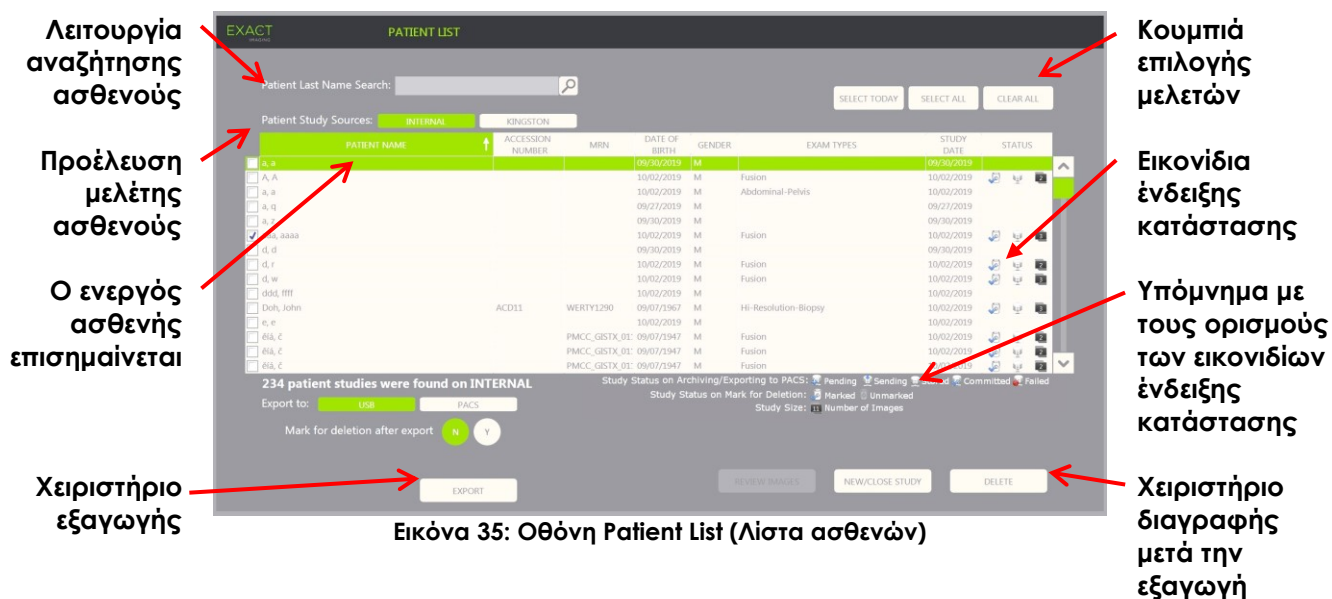 Λειτουργία
αναζήτησης
ασθενούς
Προέλευση
μελέτης
ασθενούς
Ο ενεργός
ασθενής
επισημαίνεται
Χειριστήριο
εξαγωγής
EXACT
IMAGING
PATIENT LIST
Patient Last Name Search:
SELECT TODAY SELECT ALL CLEAR ALL
Patient Study Sources: INTERNAL KINGSTON
PATIENT NAME ACCESSION NUMBER MRN DATE OF BIRTH GENDER EXAM TYPES STUDY DATE STATUS
a, a 09/30/2019 M 09/30/2019
A, A 10/02/2019 M Fusion 10/02/2019
a, a 10/02/2019 M Abdominal-Pelvis 10/02/2019
a, q 09/27/2019 M 09/27/2019
a, z 09/30/2019 M 09/30/2019
aaaa 10/02/2019 M Fusion 10/02/2019
d, d 09/30/2019 M 09/30/2019
d, r 10/02/2019 M Fusion 10/02/2019
d, w 10/02/2019 M Fusion 10/02/2019
ddd, ffff 10/02/2019 M 10/02/2019
Doh, John ACD11 WERTY1290 09/07/1967 M Hi-Resolution-Biopsy 10/02/2019
e, e 10/02/2019 M 10/02/2019
éíá, č PMCC_GISTX_01: 09/07/1947 M Fusion 10/02/2019
éíá, č PMCC_GISTX_01: 09/07/1947 M Fusion 10/02/2019
éíá, č PMCC_GISTX_01: 09/07/1947 M Fusion
234 patient studies were found on INTERNAL
Study Status on Archiving/Exporting to PACS: Pending Sending Committed Failed
Study Status on Mark for Deletion: Marked Unmarked
Study Size: Number of Images
Export to: USB PACS
Mark for deletion after export N Y
EXPORT REVIEW IMAGES NEW/CLOSE STUDY DELETE
Κουμπιά
επιλογής
μελετών
Εικονίδια
ένδειξης
κατάστασης
Υπόμνημα με
τους ορισμούς
των εικονιδίων
ένδειξης
κατάστασης
Χειριστήριο
διαγραφής
μετά την
εξαγωγή
Εικόνα 35: Οθόνη Patient List (Λίστα ασθενών)